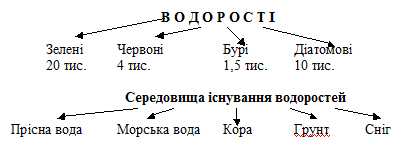 В О Д О Р О С Т І
Зелені Червоні Бурі Діатомові
20 тис. 4 тис. 1,5 тис. 10 тис.
Середовища існування водоростей
Прісна вода Морська вода Кора Грунт Сніг